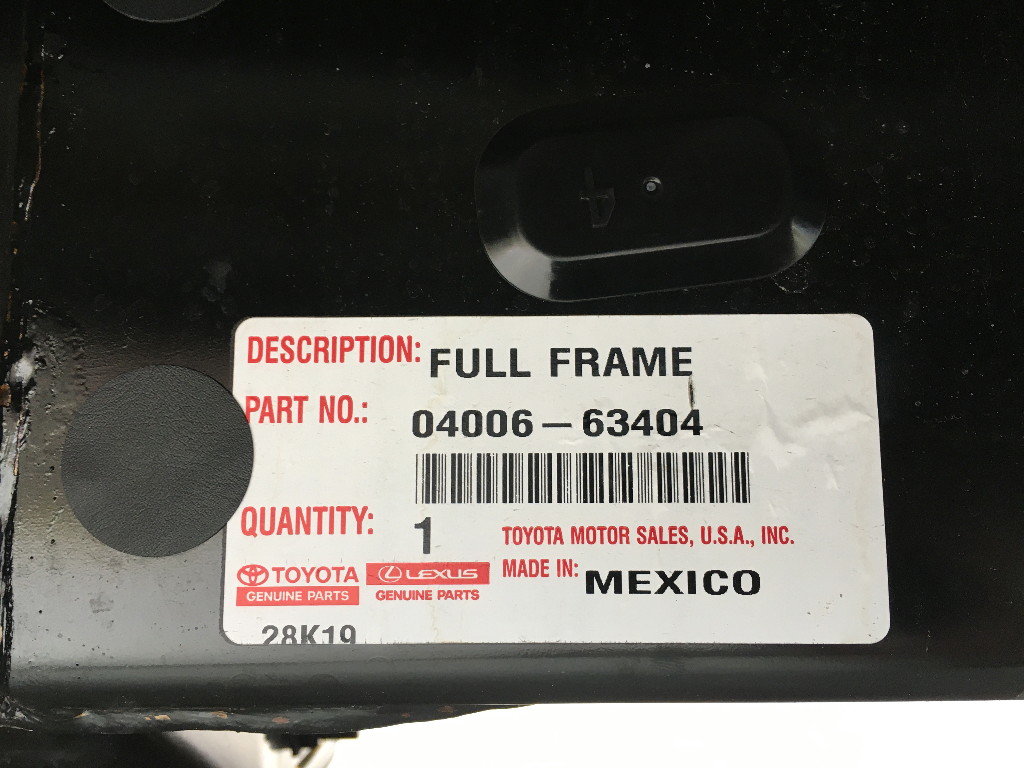 4
DESCRIPTION: FULL FRAME
PART NO.: 04006-63404
QUANTITY: 1
TOYOTA MOTOR SALES, U.S.A., INC.
TOYOTA
GENUINE PARTS
LEXUS
GENUINE PARTS
MADE IN: MEXICO
28K19